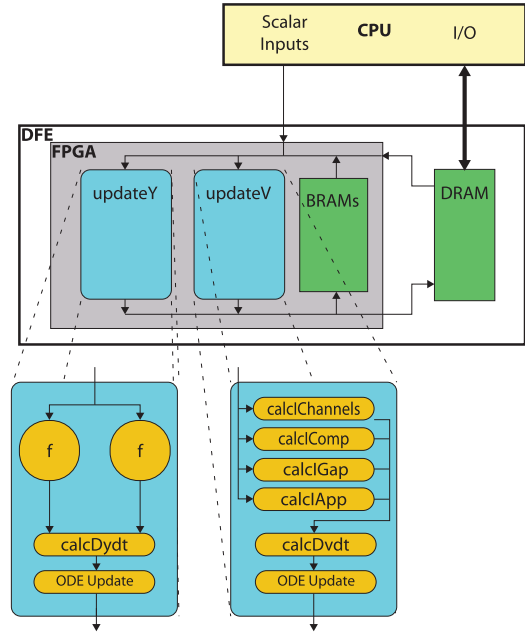 Scalar
Inputs
CPU
I/O
DFE
FPGA
updateY
updateV
BRAMs
DRAM
f
f
calcDydt
ODE Update
calcIChannels
calcIComp
calcIGap
calcIApp
calcDvdt
ODE Update